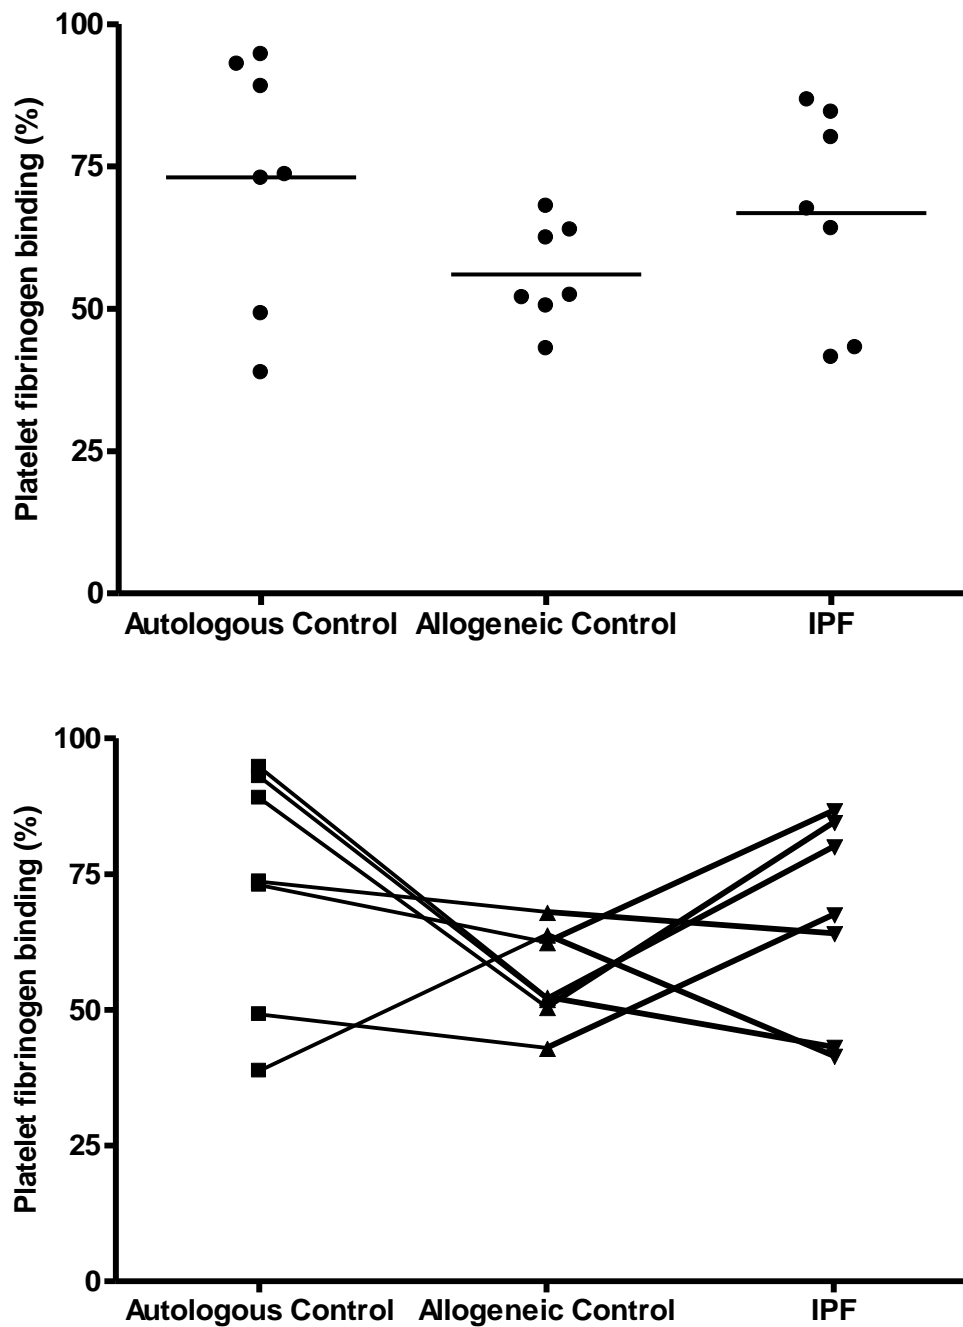 100
75
50
25
0
Platelet fibrinogen binding (%)
Autologous Control Allogeneic Control IPF
100
75
50
25
0
Platelet fibrinogen binding (%)
Autologous Control Allogeneic Control IPF